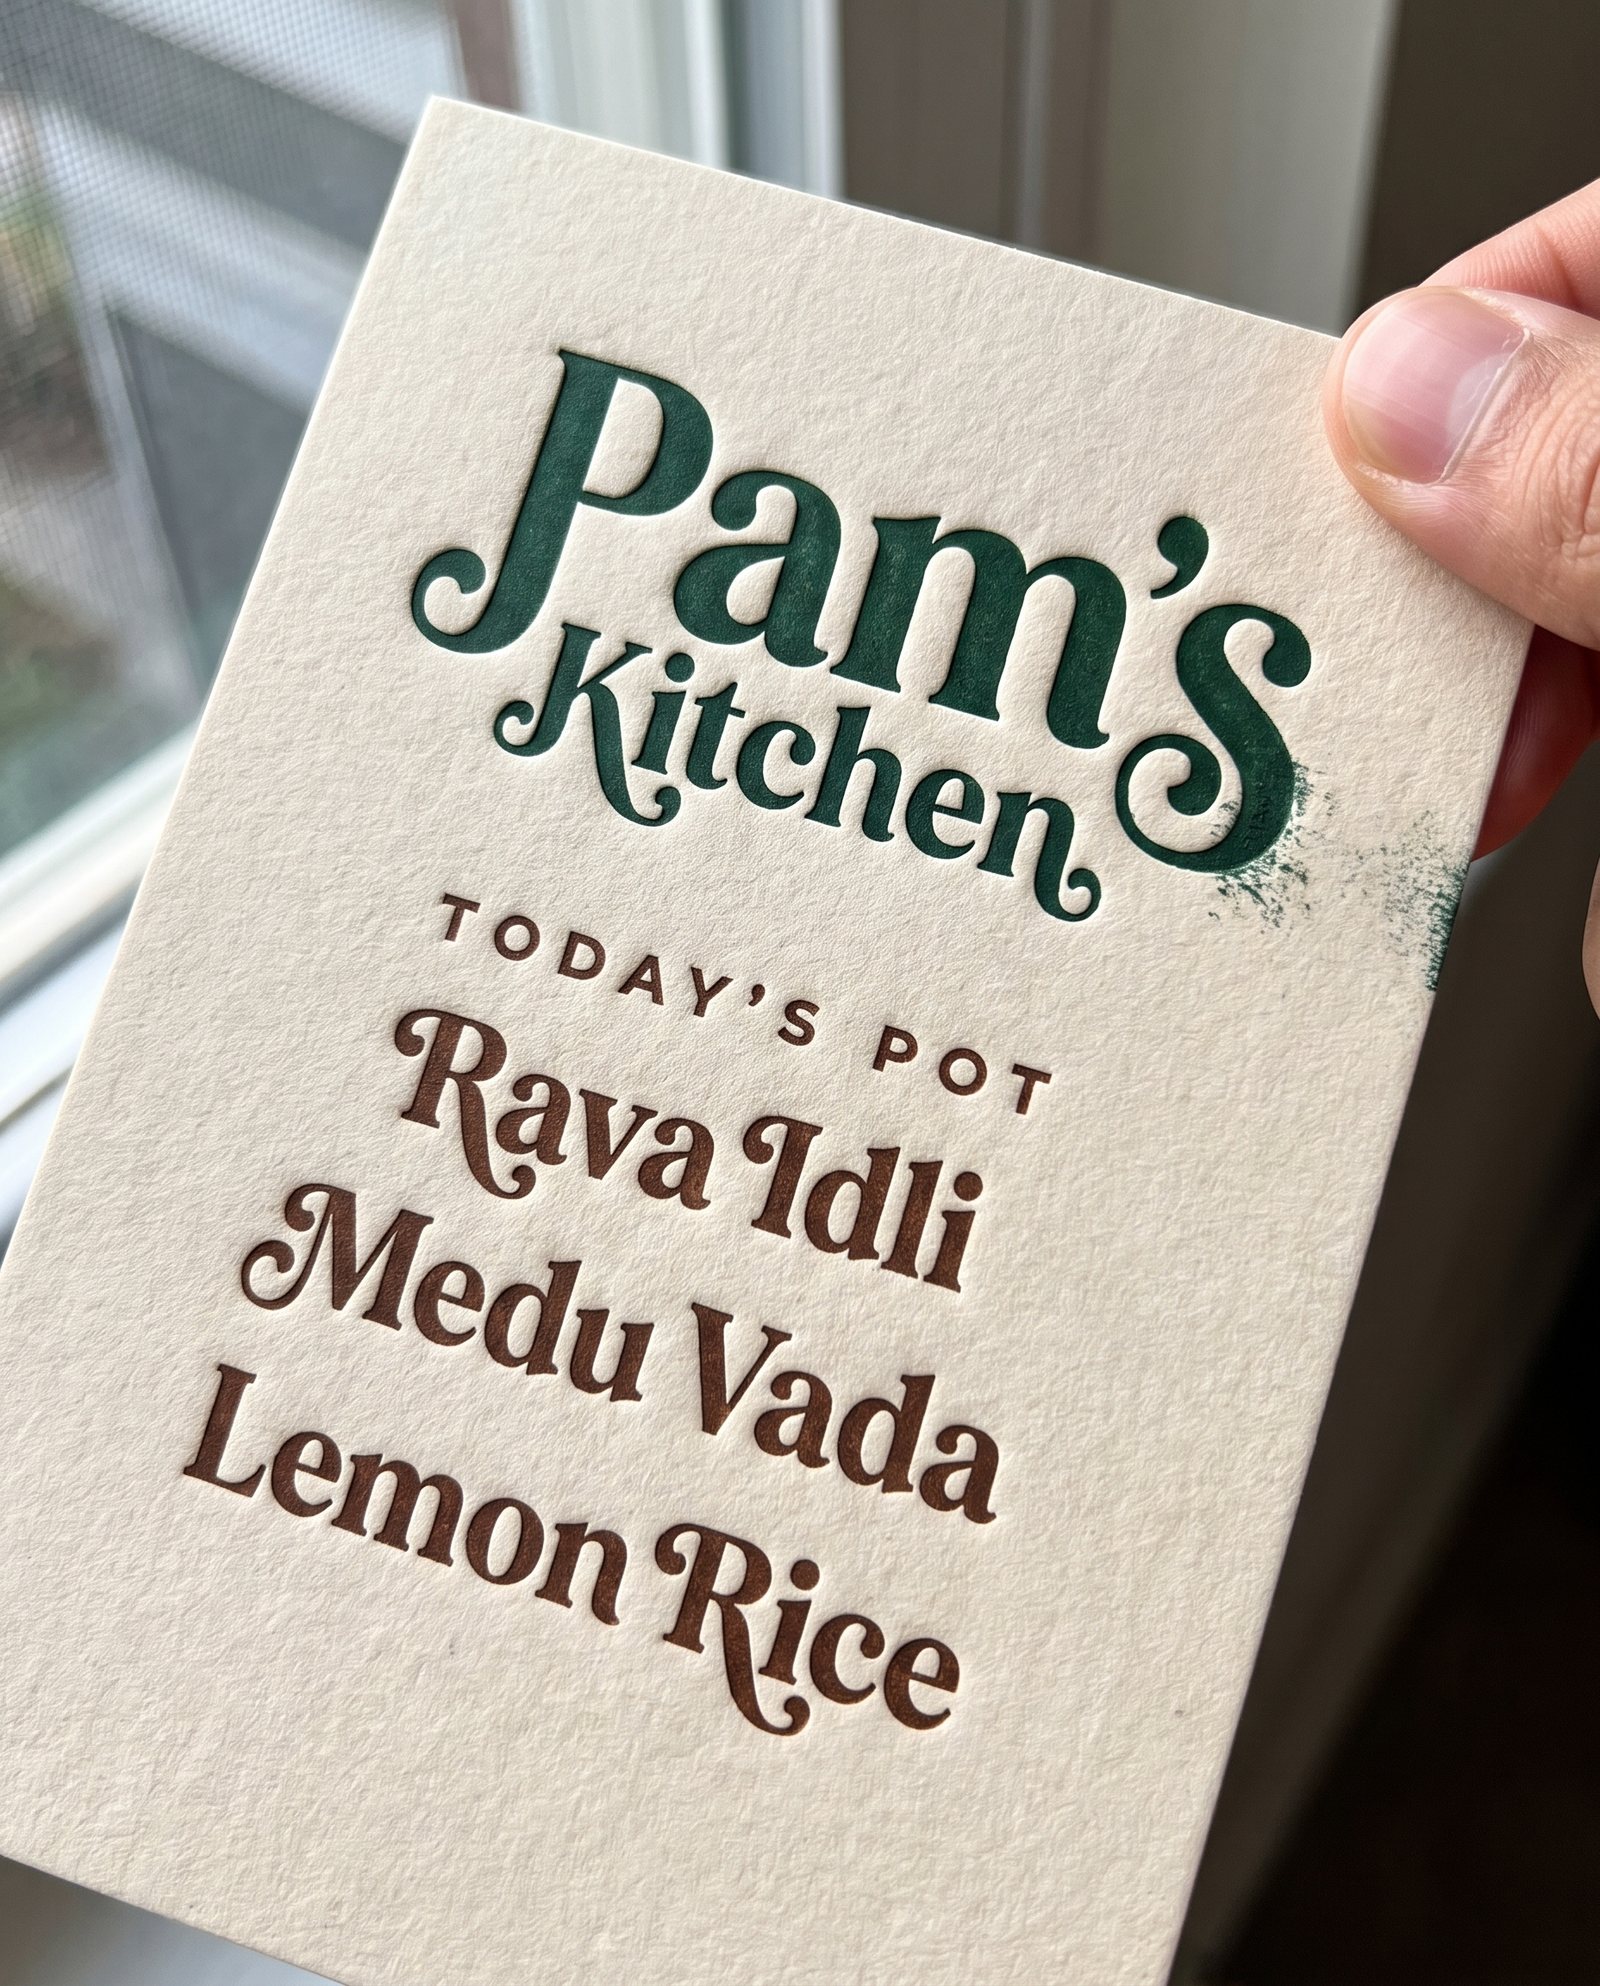 Pam's
Kitchen
TODAY'S POT
Rava Idli
Medu Vada
Lemon Rice